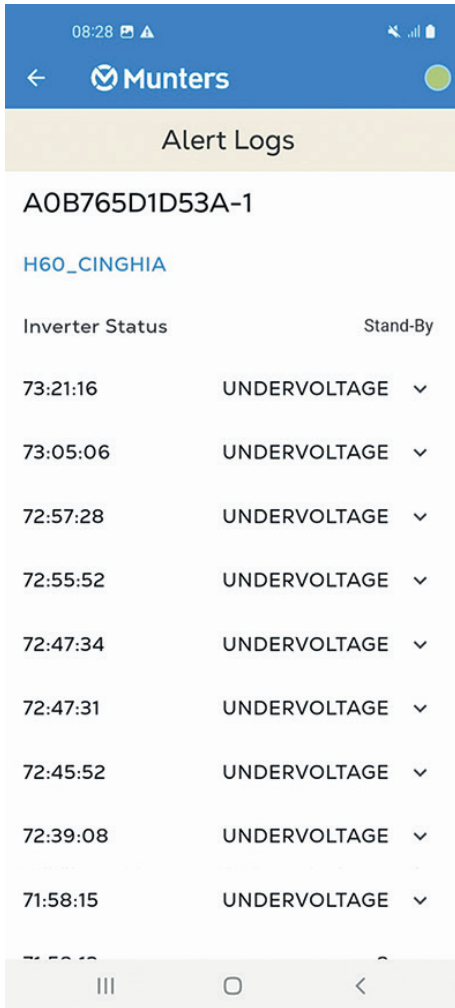 08:28
Munters
Alert Logs
A0B765D1D53A-1
H60_CINGHIA
Inverter Status Stand-By
73:21:16 UNDERVOLTAGE
73:05:06 UNDERVOLTAGE
72:57:28 UNDERVOLTAGE
72:55:52 UNDERVOLTAGE
72:47:34 UNDERVOLTAGE
72:47:31 UNDERVOLTAGE
72:45:52 UNDERVOLTAGE
72:39:08 UNDERVOLTAGE
71:58:15 UNDERVOLTAGE